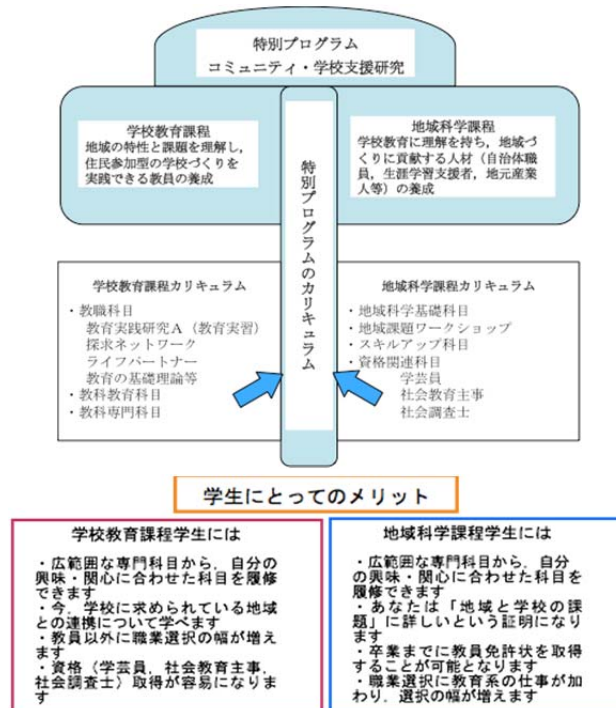 特別プログラム
コミュニティ・学校支援研究
学校教育課程
地域の特性と課題を理解し,
住民参加型の学校づくりを
実践できる教員の養成
地域科学課程
学校教育に理解を持ち,地域づ
くりに貢献する人材(自治体職
員,生涯学習支援者,地元産業
人等)の養成
特別プログラムのカリキュラム
学校教育課程カリキュラム
・教職科目
教育実践研究A(教育実習)
探求ネットワーク
ライフパートナー
教育の基礎理論等
・教科教育科目
・教科専門科目
地域科学課程カリキュラム
・地域科学基礎科目
・地域課題ワークショップ
・スキルアップ科目
・資格関連科目
学芸員
社会教育主事
社会調査士
学生にとってのメリット
学校教育課程学生には
・広範囲な専門科目から,自分の
興味・関心に合わせた科目を履修
できます
・今,学校に求められている地域
との連携について学べます
・教員以外に職業選択の幅が増え
ます
・資格(学芸員,社会教育主事,
社会調査士)取得が容易になりま
す
地域科学課程学生には
・広範囲な専門科目から,自分
の興味・関心に合わせた科目を
履修できます
・あなたは「地域と学校の課
題」に詳しいという証明になり
ます
・卒業までに教員免許状を取得
することが可能となります
・職業選択に教育系の仕事が加
わり,選択の幅が増えます